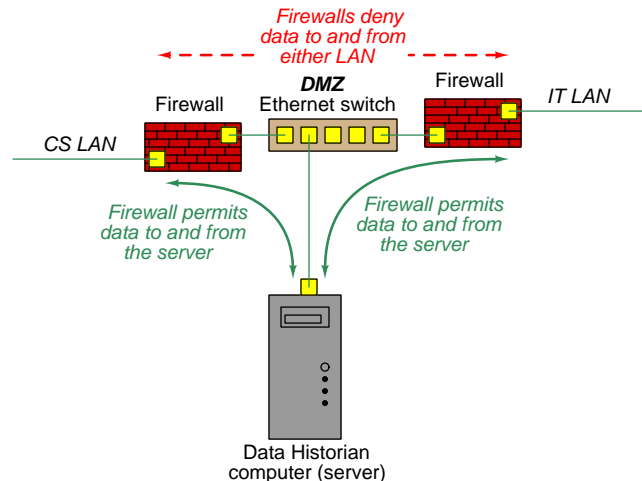 Firewalls deny
data to and from
either LAN
DMZ
Ethernet switch
Firewall
Firewall
IT LAN
CS LAN
Firewall permits
data to and from
the server
Firewall permits
data to and from
the server
Data Historian
computer (server)